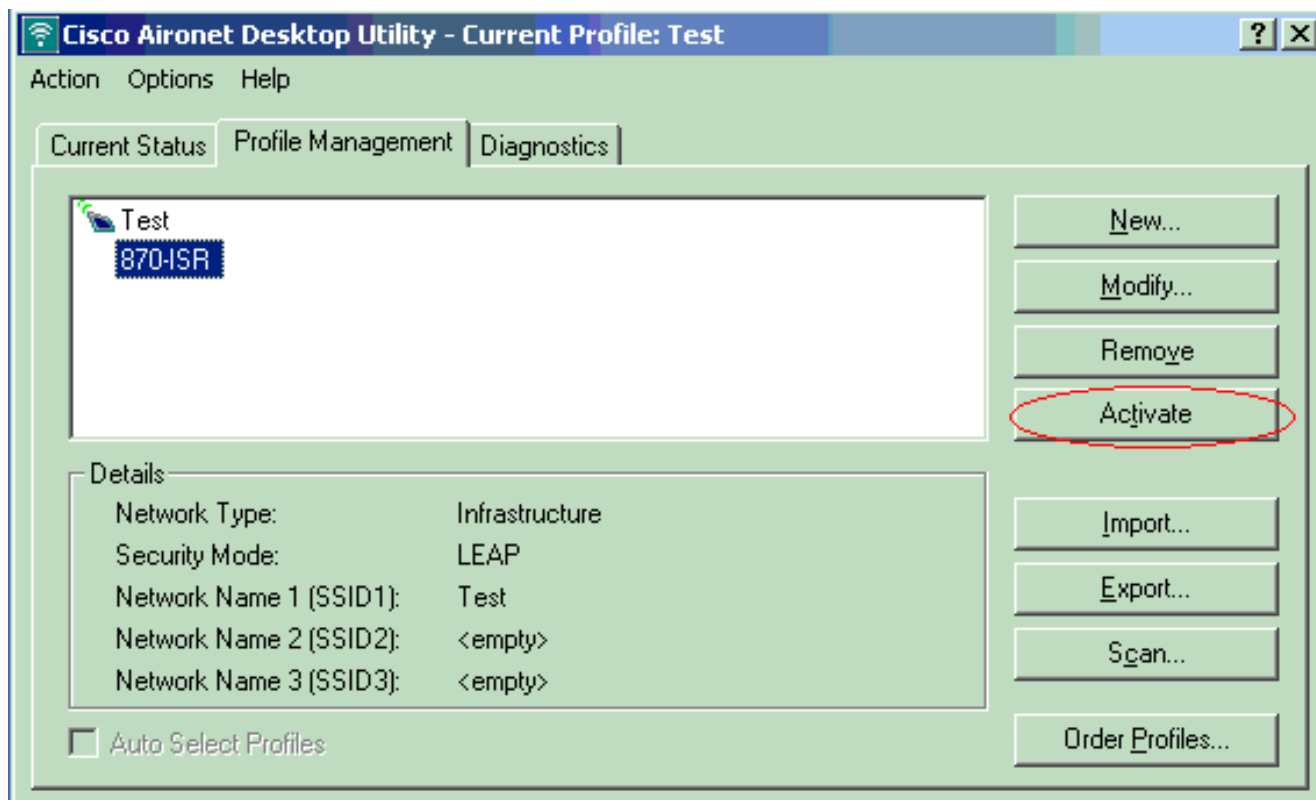 Cisco Aironet Desktop Utility - Current Profile: Test
? X
Action Options Help
Current Status Profile Management Diagnostics
Test
870-ISR
New...
Modify...
Remove
Activate
Details
Network Type: Infrastructure
Security Mode: LEAP
Network Name 1 (SSID1): Test
Network Name 2 (SSID2): <empty>
Network Name 3 (SSID3): <empty>
Import...
Export...
Scan...
Auto Select Profiles
Order Profiles...